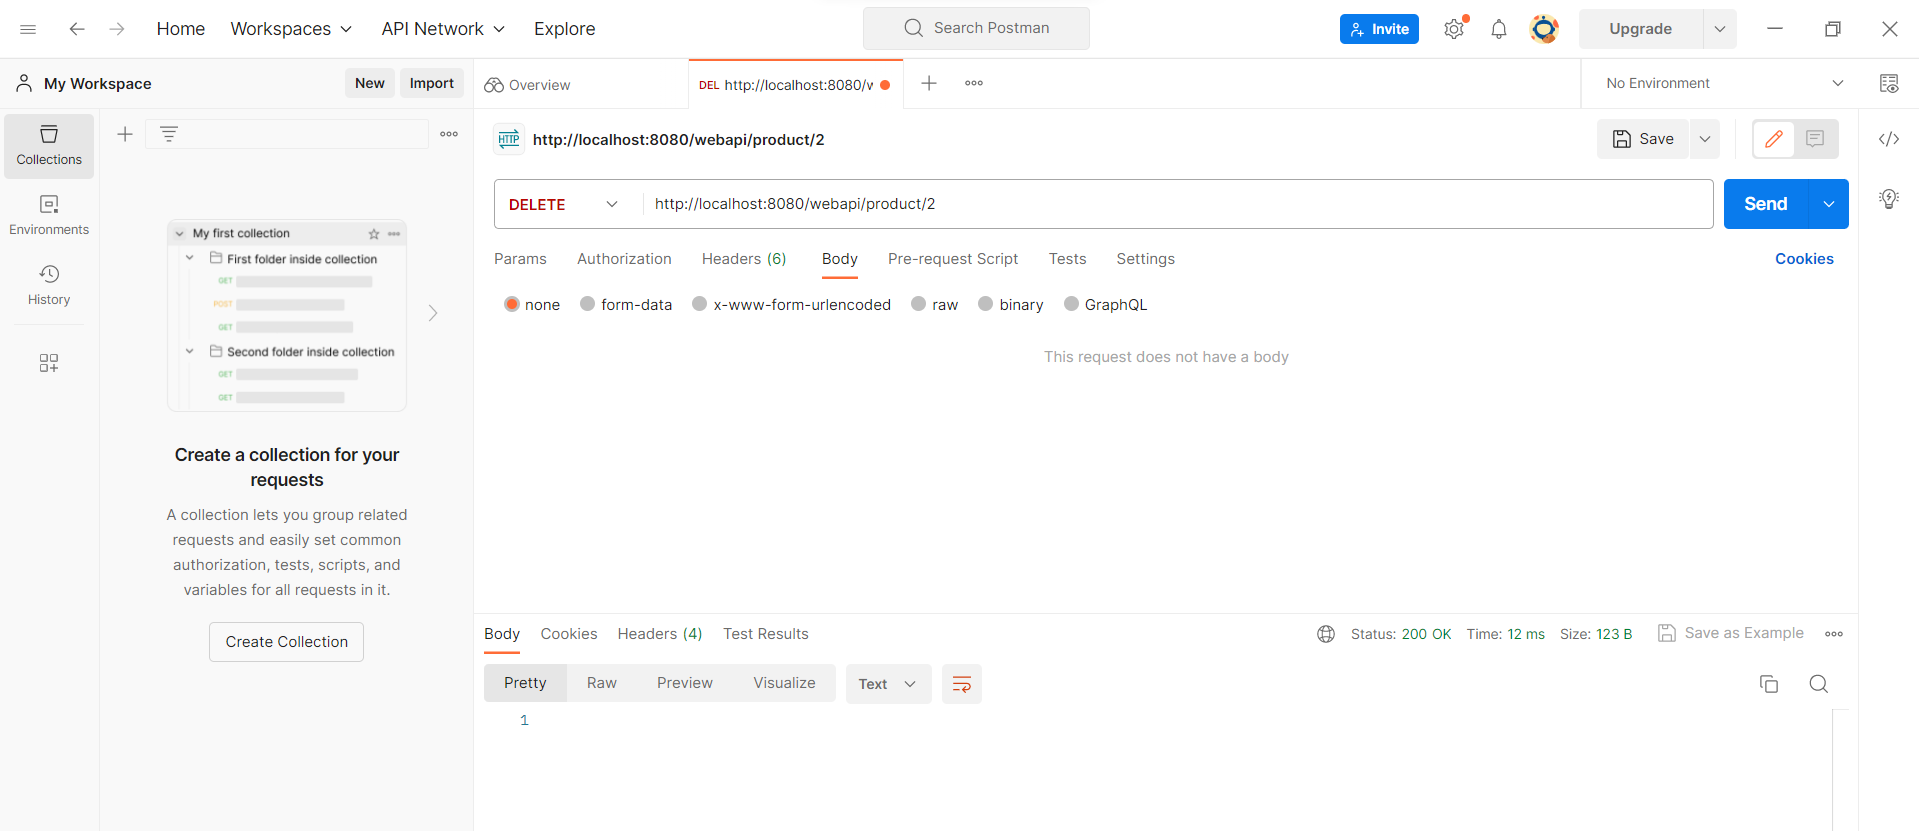 Home Workspaces API Network Explore Search Postman Invite Upgrade
My Workspace New Import Overview DEL http://localhost:8080/w No Environment
Collections
Environments
History
My first collection
First folder inside collection
GET
POST
GET
Second folder inside collection
GET
GET
Create a collection for your
requests
A collection lets you group related
requests and easily set common
authorization, tests, scripts, and
variables for all requests in it.
Create Collection
HTTP http://localhost:8080/webapi/product/2 Save
DELETE http://localhost:8080/webapi/product/2 Send
Params Authorization Headers (6) Body Pre-request Script Tests Settings Cookies
none form-data x-www-form-urlencoded raw binary GraphQL
This request does not have a body
Body Cookies Headers (4) Test Results Status: 200 OK Time: 12 ms Size: 123 B Save as Example
Pretty Raw Preview Visualize Text
1